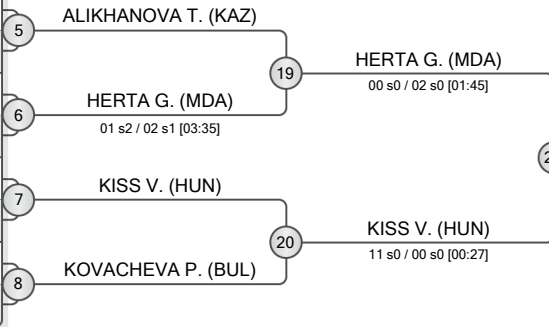 ALIKHANOVA T. (KAZ)
5
19
HERTA G. (MDA)
00 s0 / 02 s0 [01:45]
6
HERTA G. (MDA)
01 s2 / 02 s1 [03:35]
7
KISS V. (HUN)
20
KISS V. (HUN)
11 s0 / 00 s0 [00:27]
8
KOVACHEVA P. (BUL)